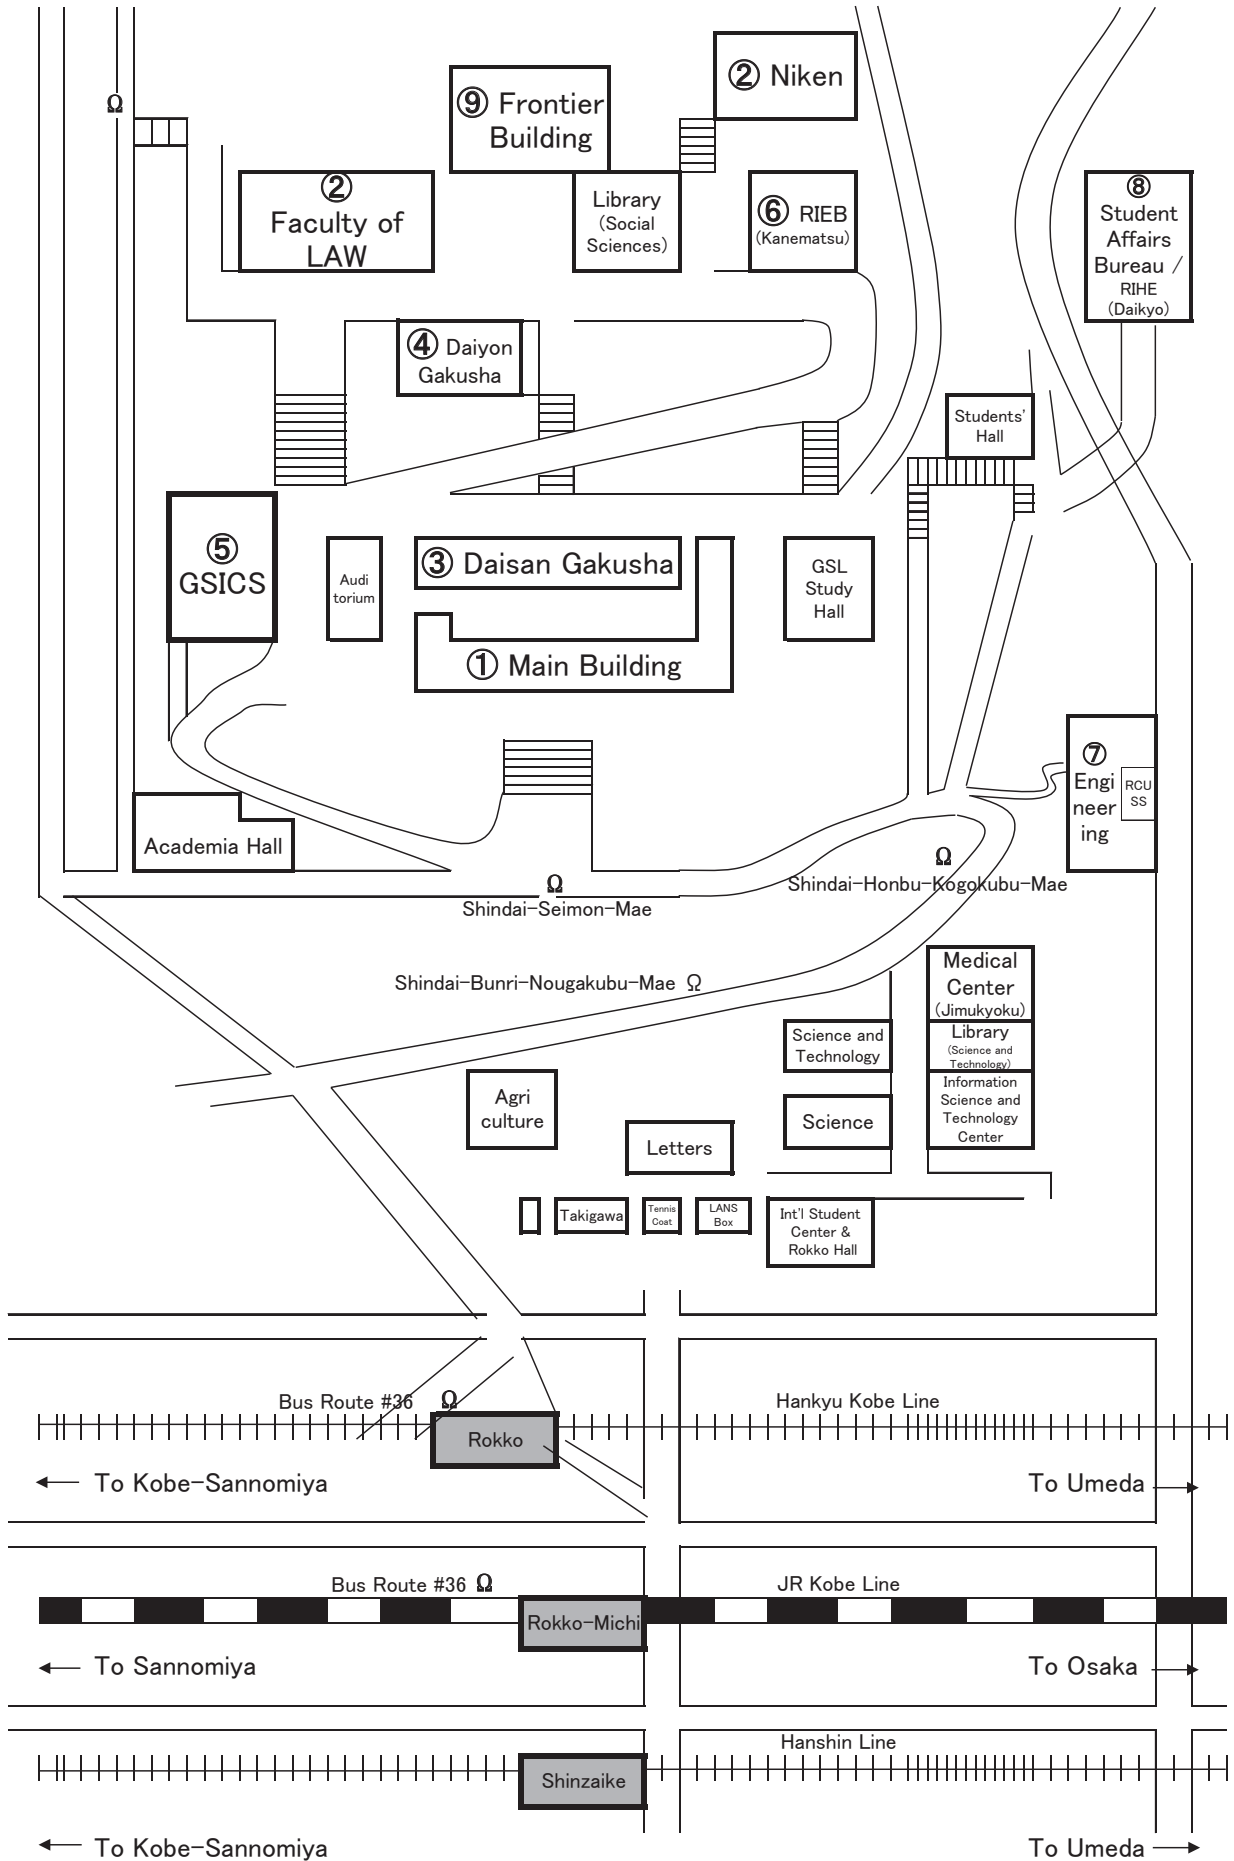 Ω
② Niken
⑨ Frontier
Building
②
Faculty of
LAW
Library
(Social
Sciences)
⑥ RIEB
(Kanematsu)
⑧
Student
Affairs
Bureau /
RIHE
(Daikyo)
④ Daiyon
Gakusha
Students'
Hall
⑤
GSICS
Audi
torium
③ Daisan Gakusha
GSL
Study
Hall
① Main Building
⑦
Engi
neer
ing
RCU
SS
Academia Hall
Ω
Shindai-Seimon-Mae
Ω
Shindai-Honbu-Kogokubu-Mae
Shindai-Bunri-Nougakubu-Mae Ω
Medical
Center
(Jimukyoku)
Science and
Technology
Library
(Science and
Technology)
Information
Science and
Technology
Center
Agri
culture
Science
Letters
Takigawa
Tennis
Coat
LANS
Box
Int'l Student
Center &
Rokko Hall
Bus Route #36 Ω
Hankyu Kobe Line
Rokko
← To Kobe-Sannomiya
To Umeda →
Bus Route #36 Ω
JR Kobe Line
Rokko-Michi
← To Sannomiya
To Osaka →
Hanshin Line
Shinzaike
← To Kobe-Sannomiya
To Umeda →